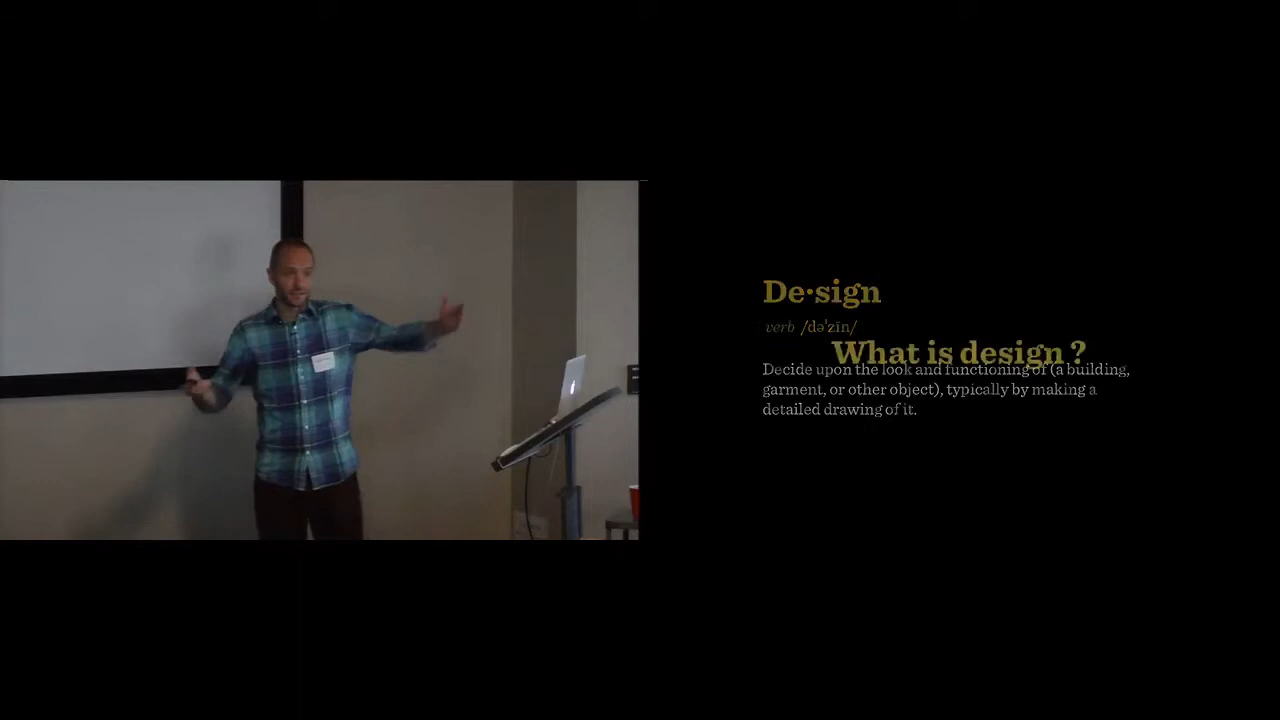 De·sign
verb /dəˈzīn/
What is design ?
Decide upon the look and functioning of (a building,
garment, or other object), typically by making a
detailed drawing of it.